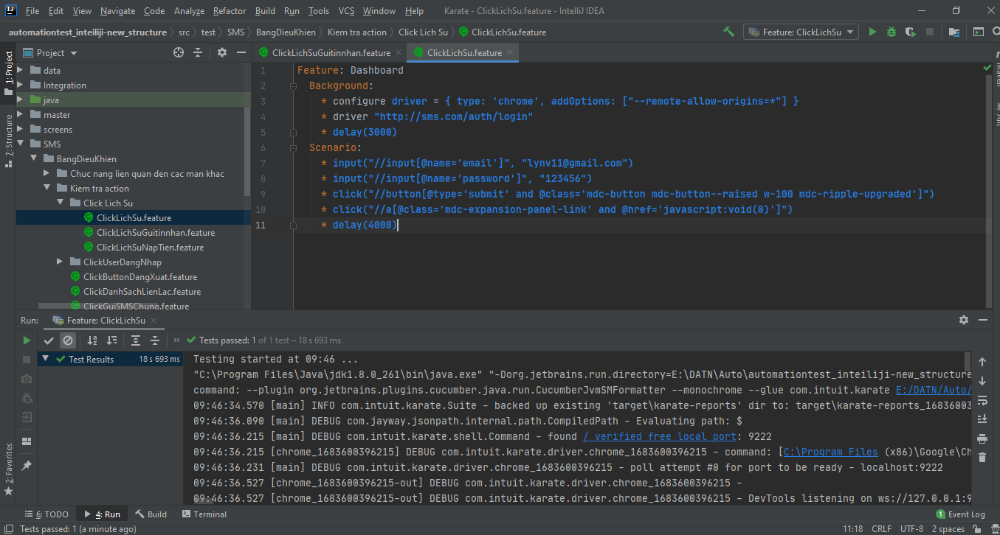 File Edit View Navigate Code Analyze Refactor Build Run Tools VCS Window Help Karate - ClickLichSu.feature - IntelliJ IDEA
automationtest_inteiliji-new_structure src test SMS BangDieuKhien Kiem tra action Click Lich Su ClickLichSu.feature Feature: ClickLichSu
1: Project
7: Structure
2: Favorites
Project
data
Integration
java
master
screens
SMS
BangDieuKhien
Chuc nang lien quan den cac man khac
Kiem tra action
Click Lich Su
ClickLichSu.feature
ClickLichSuGuitinnhan.feature
ClickLichSuNapTien.feature
ClickUserDangNhap
ClickButtonDangXuat.feature
ClickDanhSachLienLac.feature
ClickGuiSMSChung.feature
ClickLichSuGuitinnhan.feature ClickLichSu.feature
1 Feature: Dashboard
2 Background:
3 * configure driver = { type: 'chrome', addOptions: ["--remote-allow-origins=*"] }
4 * driver "http://sms.com/auth/login"
5 * delay(3000)
6 Scenario:
7 * input("//input[@name='email']", "lynv11@gmail.com")
8 * input("//input[@name='password']", "123456")
9 * click("//button[@type='submit' and @class='mdc-button mdc-button--raised w-100 mdc-ripple-upgraded']")
10 * click("//a[@class='mdc-expansion-panel-link' and @href='javascript:void(0)']")
11 * delay(4000)
Run: Feature: ClickLichSu
Tests passed: 1 of 1 test – 18 s 693 ms
Test Results 18 s 693 ms
Testing started at 09:46 ...
"C:\Program Files\Java\jdk1.8.0_261\bin\java.exe" "-Dorg.jetbrains.run.directory=E:\DATN\Auto\automationtest_inteiliji-new_structure
command: --plugin org.jetbrains.plugins.cucumber.java.run.CucumberJvmSMFormatter --monochrome --glue com.intuit.karate E:/DATN/Auto/
09:46:34.570 [main] INFO com.intuit.karate.Suite - backed up existing 'target\karate-reports' dir to: target\karate-reports_16836003
09:46:36.090 [main] DEBUG com.jayway.jsonpath.internal.path.CompiledPath - Evaluating path: $
09:46:36.215 [main] DEBUG com.intuit.karate.shell.Command - found / verified free local port: 9222
09:46:36.215 [chrome_1683600396215] DEBUG com.intuit.karate.driver.chrome_1683600396215 - command: [C:\Program Files (x86)\Google\Ch
09:46:36.231 [main] DEBUG com.intuit.karate.driver.chrome_1683600396215 - poll attempt #0 for port to be ready - localhost:9222
09:46:36.527 [chrome_1683600396215-out] DEBUG com.intuit.karate.driver.chrome_1683600396215 -
09:46:36.527 [chrome_1683600396215-out] DEBUG com.intuit.karate.driver.chrome_1683600396215 - DevTools listening on ws://127.0.0.1:9
6: TODO 4: Run Build Terminal 1 Event Log
Tests passed: 1 (a minute ago) 11:18 CRLF UTF-8 2 spaces